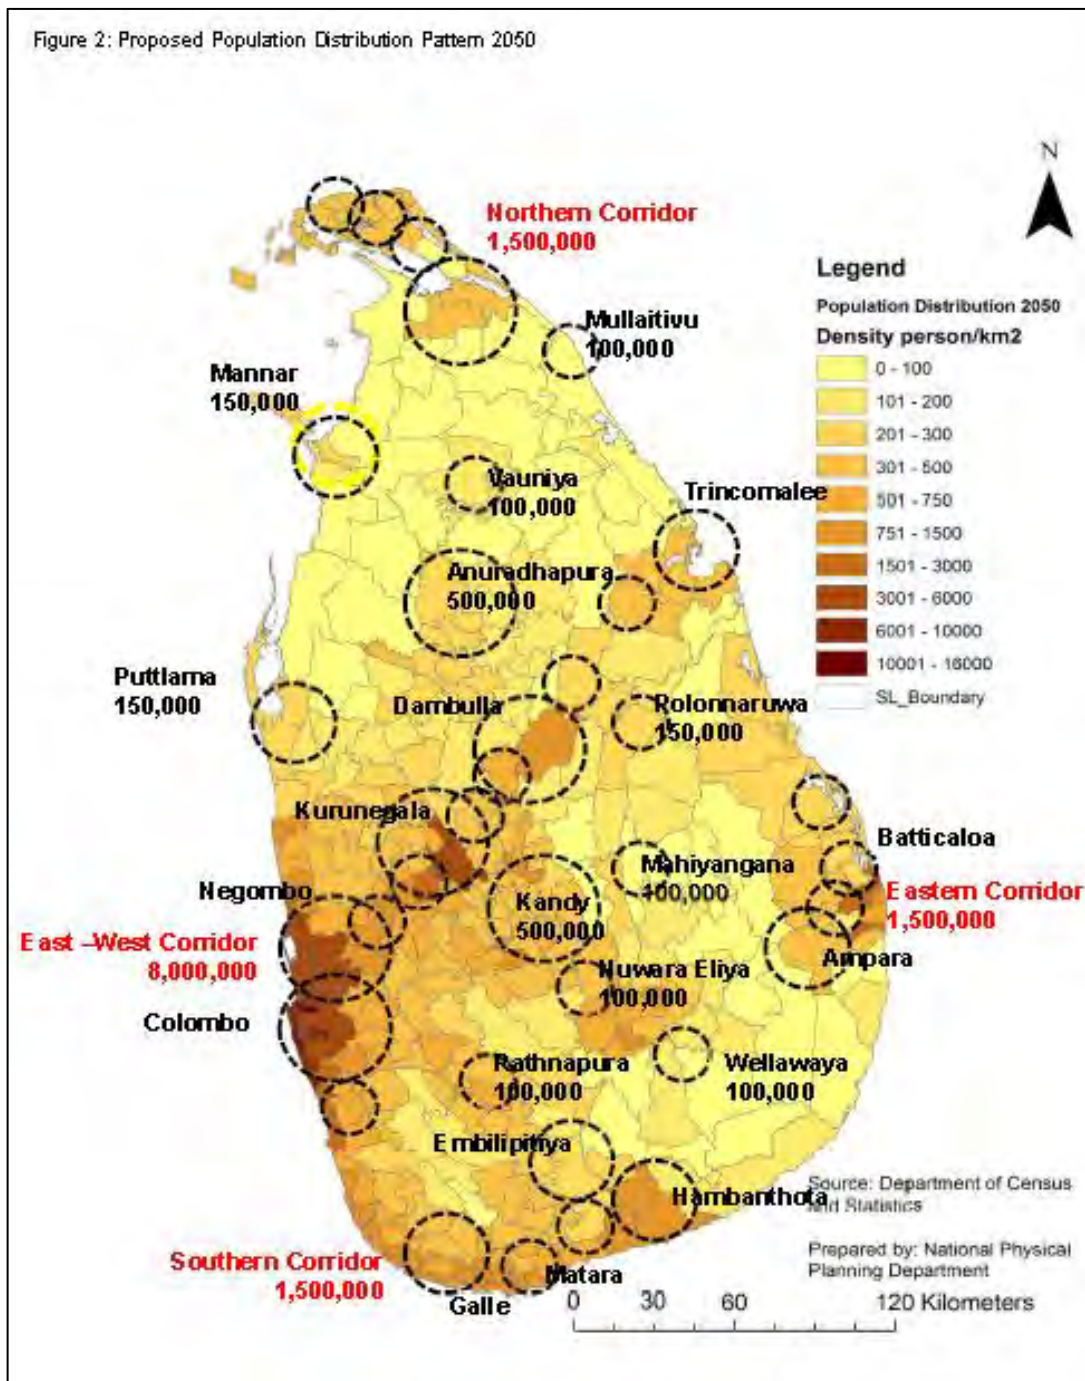 Figure 2: Proposed Population Distribution Pattern 2050
N
Northern Corridor
1,500,000
Legend
Population Distribution 2050
Density person/km2
0 - 100
101 - 200
201 - 300
301 - 500
501 - 750
751 - 1500
1501 - 3000
3001 - 6000
6001 - 10000
10001 - 16000
SL_Boundary
Mullaitivu
100,000
Mannar
150,000
Vauniya
100,000
Trincomalee
Anuradhapura
500,000
Puttlama
150,000
Dambulla
Rolonnaruwa
150,000
Kurunegala
Batticaloa
Mahiyangana
100,000
Negombo
Kandy
500,000
Eastern Corridor
1,500,000
East –West Corridor
8,000,000
Ampara
Nuwara Eliya
100,000
Colombo
Rathnapura
100,000
Wellawaya
100,000
Embilipitiya
Hambanthota
Source: Department of Census
and Statistics
Southern Corridor
1,500,000
Matara
Galle
Prepared by: National Physical
Planning Department
0 30 60 120 Kilometers